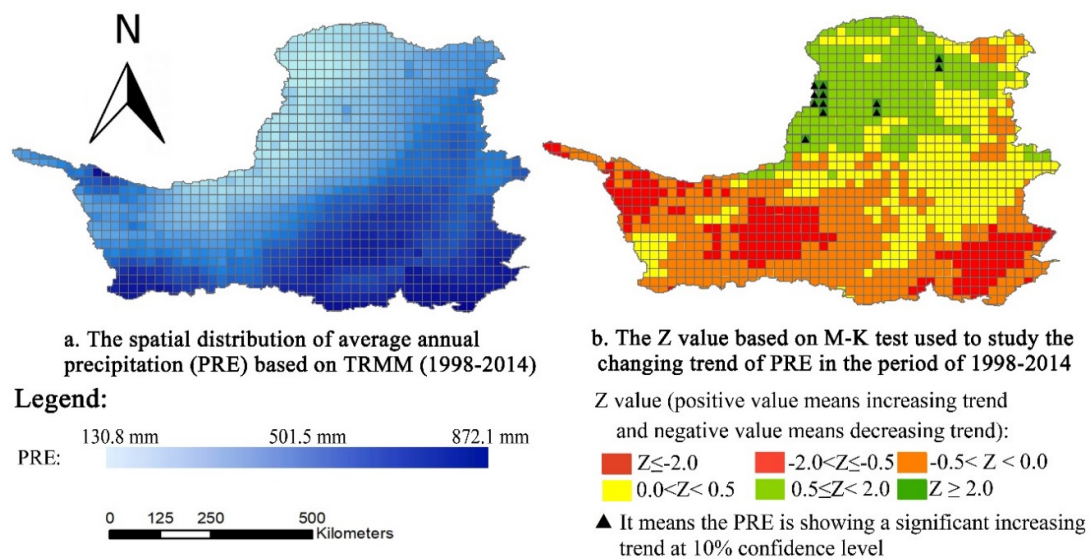 N
a. The spatial distribution of average annual
precipitation (PRE) based on TRMM (1998-2014)
b. The Z value based on M-K test used to study the
changing trend of PRE in the period of 1998-2014
Legend:
130.8 mm 501.5 mm 872.1 mm
PRE:
0 125 250 500
Kilometers
Z value (positive value means increasing trend
and negative value means decreasing trend):
Z≤-2.0 -2.0<Z≤-0.5 -0.5< Z < 0.0
0.0<Z< 0.5 0.5≤Z< 2.0 Z ≥ 2.0
▲ It means the PRE is showing a significant increasing
trend at 10% confidence level